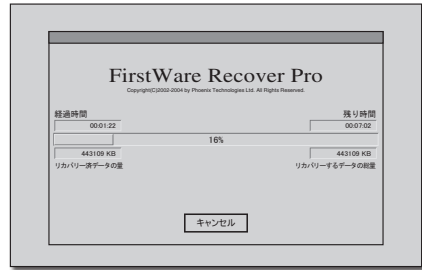 FirstWare Recover Pro
Copyright(C)2002-2004 by Phoenix Technologies Ltd. All Rights Reserved.
経過時間 残り時間
00:01:22 00:07:02
16%
443109 KB 443109 KB
リカバリー済データの量 リカバリーするデータの総量
キャンセル